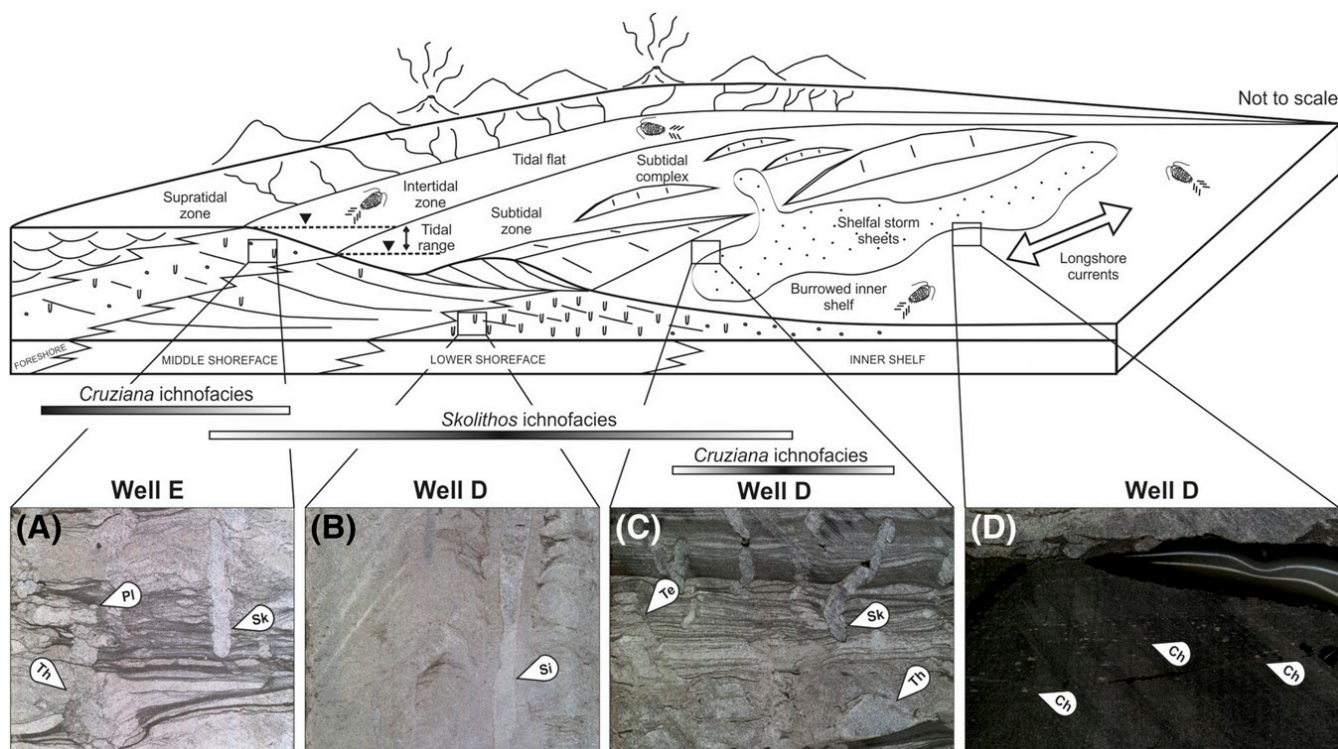 Not to scale
Supratidal
zone
Tidal flat
Intertidal
zone
Subtidal
complex
Subtidal
zone
Tidal
range
Shelfal storm
sheets
Longshore
currents
Burrowed inner
shelf
FORESHORE
MIDDLE SHOREFACE
LOWER SHOREFACE
INNER SHELF
Cruziana ichnofacies
Skolithos ichnofacies
Cruziana ichnofacies
Well E
Well D
Well D
Well D
(A)
Pl
Sk
Th
(B)
Si
(C)
Te
Sk
Th
(D)
Ch
Ch
Ch